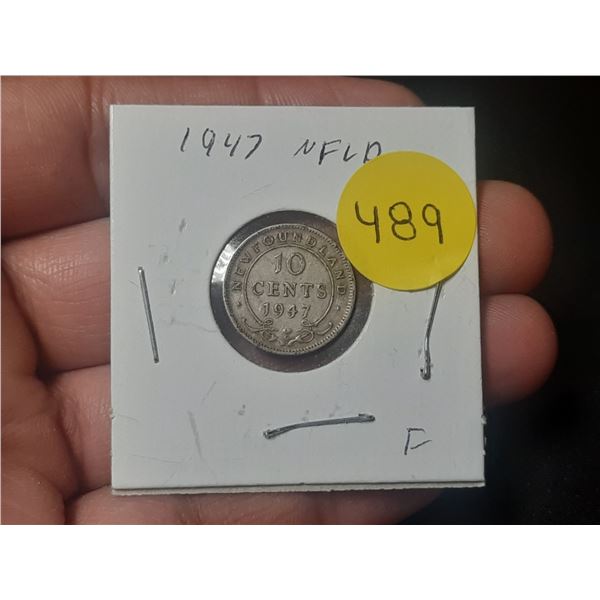 1947 NFLD
489
NEWFOUNDLAND
10
CENTS
1947
F